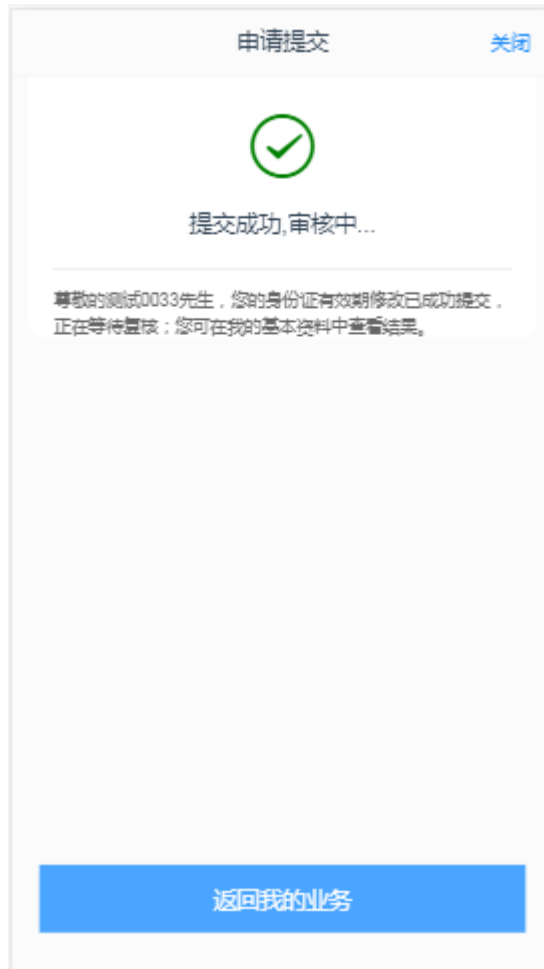 申请提交
关闭
提交成功,审核中...
尊敬的测试0033先生，您的身份证有效期修改已成功提交，
正在等待复核；您可在我的基本资料中查看结果。
返回我的业务